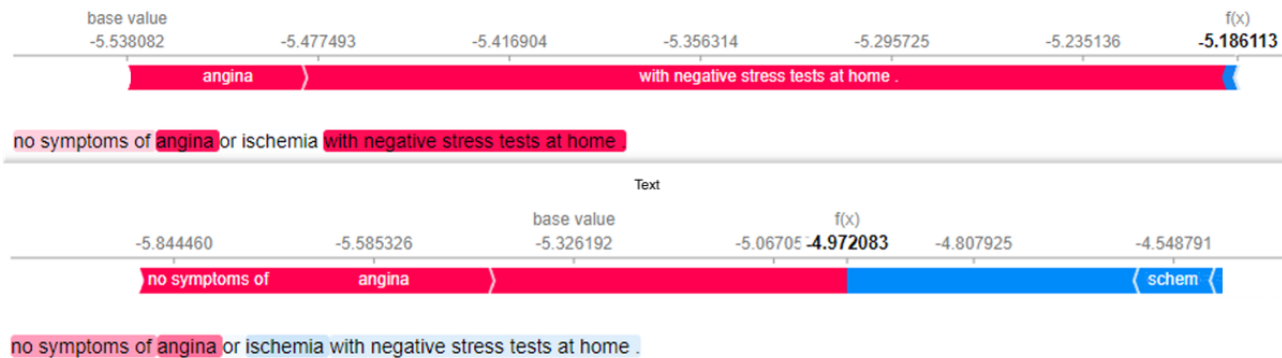 base value f(x)
-5.538082 -5.477493 -5.416904 -5.356314 -5.295725 -5.235136 -5.186113
angina with negative stress tests at home .
no symptoms of angina or ischemia with negative stress tests at home .
Text
base value f(x)
-5.844460 -5.585326 -5.326192 -5.06705 -4.972083 -4.807925 -4.548791
no symptoms of angina schem
no symptoms of angina or ischemia with negative stress tests at home .